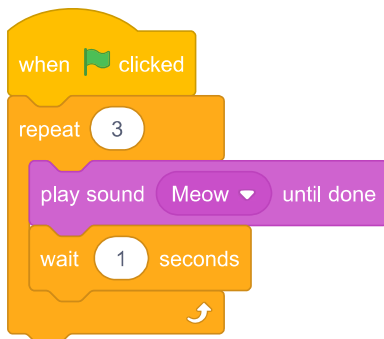 when clicked
repeat 3
play sound Meow until done
wait 1 seconds